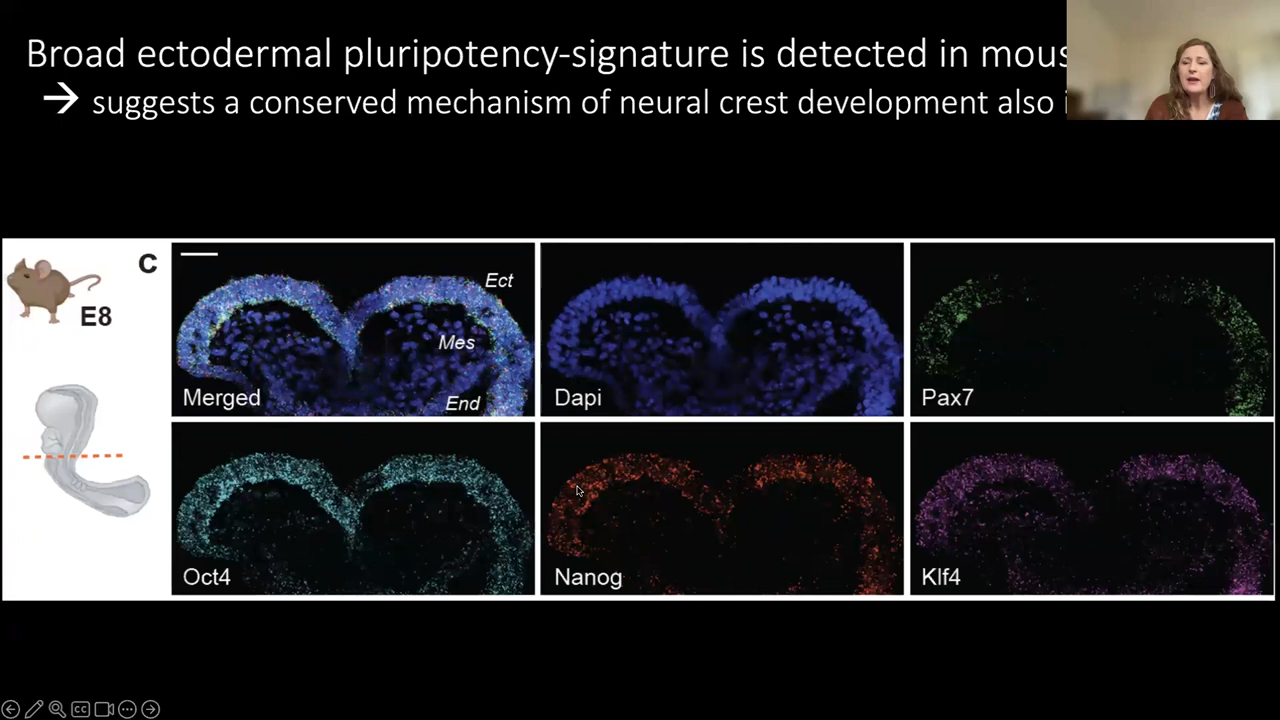 Broad ectodermal pluripotency-signature is detected in
→ suggests a conserved mechanism of neural crest development also
C
E8
Ect
Mes
End
Merged
Dapi
Pax7
Oct4
Nanog
Klf4
CC